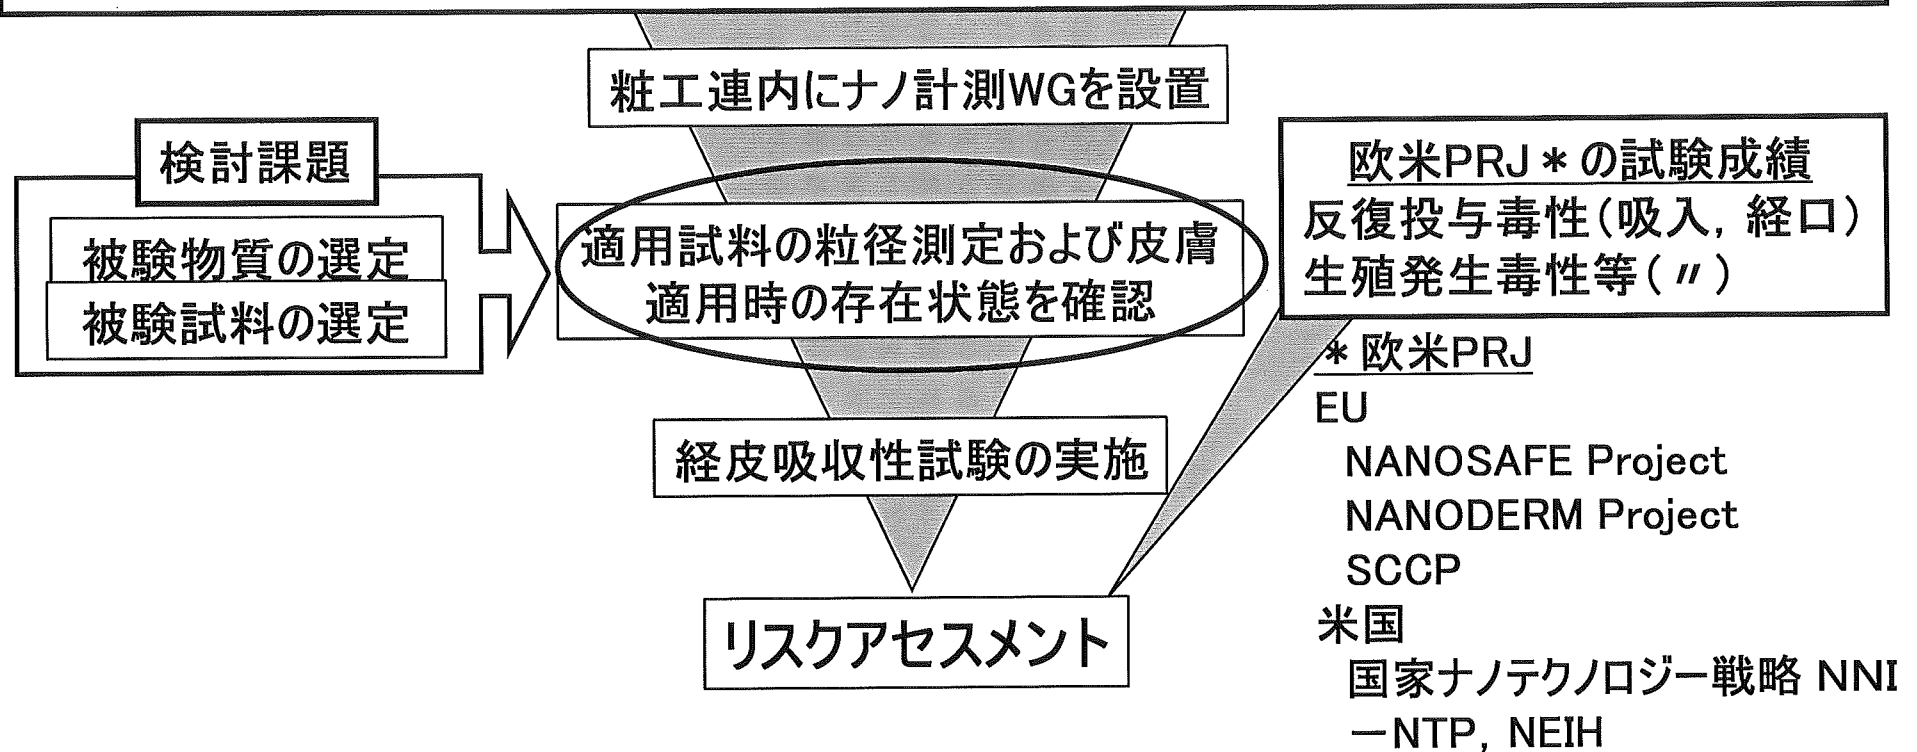 粧工連内にナノ計測WGを設置
検討課題
被験物質の選定
被験試料の選定
適用試料の粒径測定および皮膚
適用時の存在状態を確認
欧米PRJ＊の試験成績
反復投与毒性(吸入, 経口)
生殖発生毒性等(〃)
＊欧米PRJ
EU
NANOSAFE Project
NANODERM Project
SCCP
米国
国家ナノテクノロジー戦略 NNI
ーNTP, NEIH
経皮吸収性試験の実施
リスクアセスメント